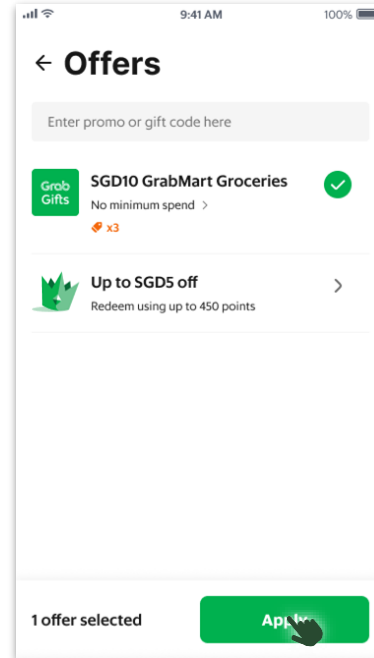 9:41 AM
100%
Offers
Enter promo or gift code here
Grab
Gifts
SGD10 GrabMart Groceries
No minimum spend
x3
Up to SGD5 off
Redeem using up to 450 points
1 offer selected
Apply